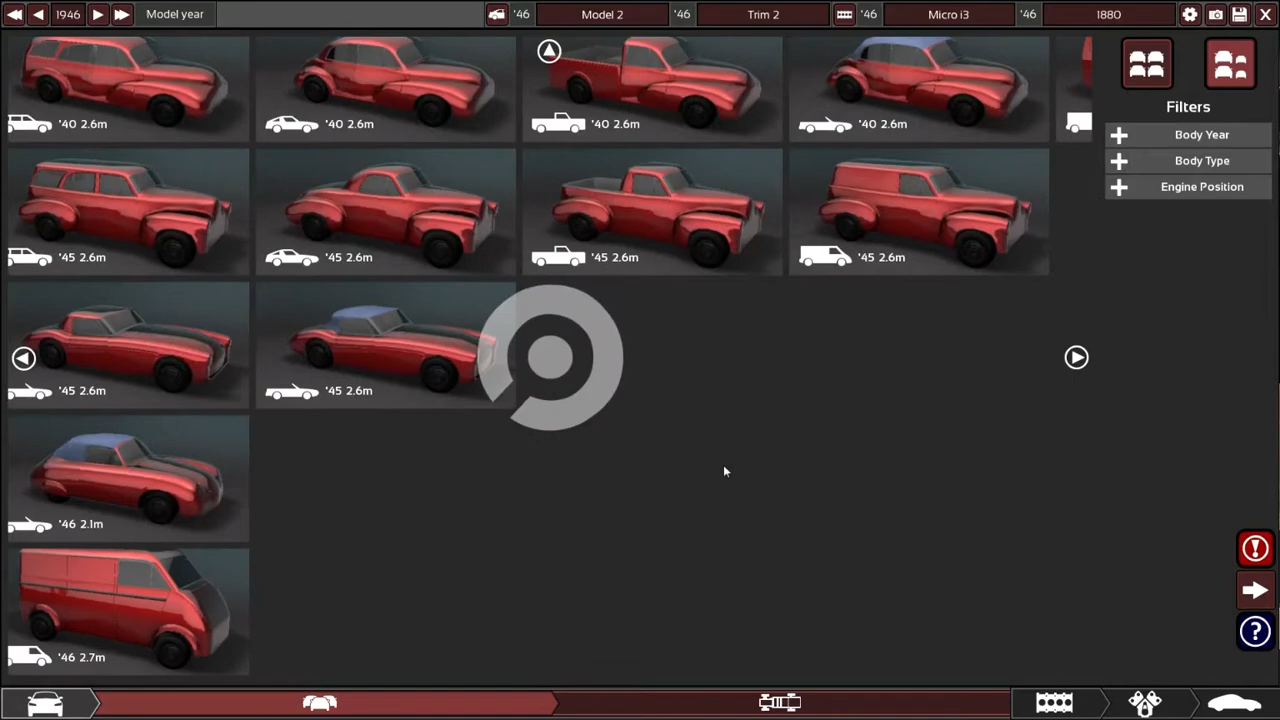 1946 Model year '46 Model 2 '46 Trim 2 '46 Micro i3 '46 1880
Filters
'40 2.6m '40 2.6m '40 2.6m '40 2.6m
+ Body Year
+ Body Type
+ Engine Position
'45 2.6m '45 2.6m '45 2.6m '45 2.6m
'45 2.6m '45 2.6m
'46 2.1m
'46 2.7m
!
?